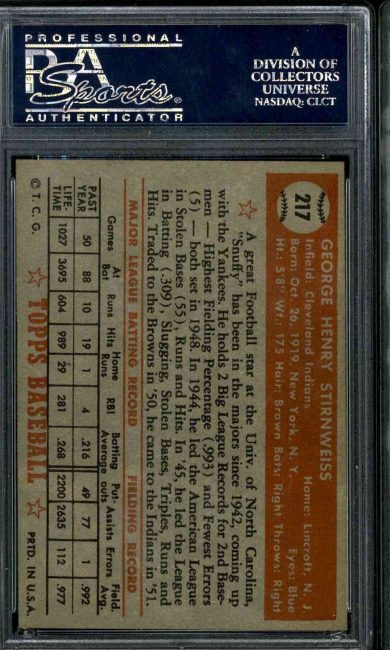 PROFESSIONAL
PSA
Sports
AUTHENTICATOR
A
DIVISION OF
COLLECTORS
UNIVERSE
NASDAQ: CLCT
217
GEORGE HENRY STIRNWEISS
Infield: Cleveland Indians Home: Lincroft, N. J.
Born: Oct. 26, 1919, New York, N. Y. Eyes: Blue
Ht.: 5'8" Wt.: 175 Hair: Brown Bats: Right Throws: Right
A great Football star at the Univ. of North Carolina,
"Snuffy" has been in the majors since 1942, coming up
with the Yankees. He holds 2 Big League Records for 2nd Base-
men — Highest Fielding Percentage (.993) and Fewest Errors
(5) — both set in 1948. In 1944, he led the American League
in Stolen Bases (55), Runs and Hits. In '45, he led the League
in Batting (.309), Slugging, Stolen Bases, Triples, Runs and
Hits. Traded to the Browns in '50, he came to the Indians in '51.
MAJOR LEAGUE BATTING RECORD FIELDING RECORD
Games At Bat Runs Hits Home Runs RBI Batting Average Put-outs Assists Errors Field. Avg.
PAST YEAR 50 88 10 19 1 4 .216 49 77 1 .992
LIFE-TIME 1027 3695 604 989 29 281 .268 2200 2635 112 .977
© T. C. G. TOPPS BASEBALL PRTD. IN U.S.A.